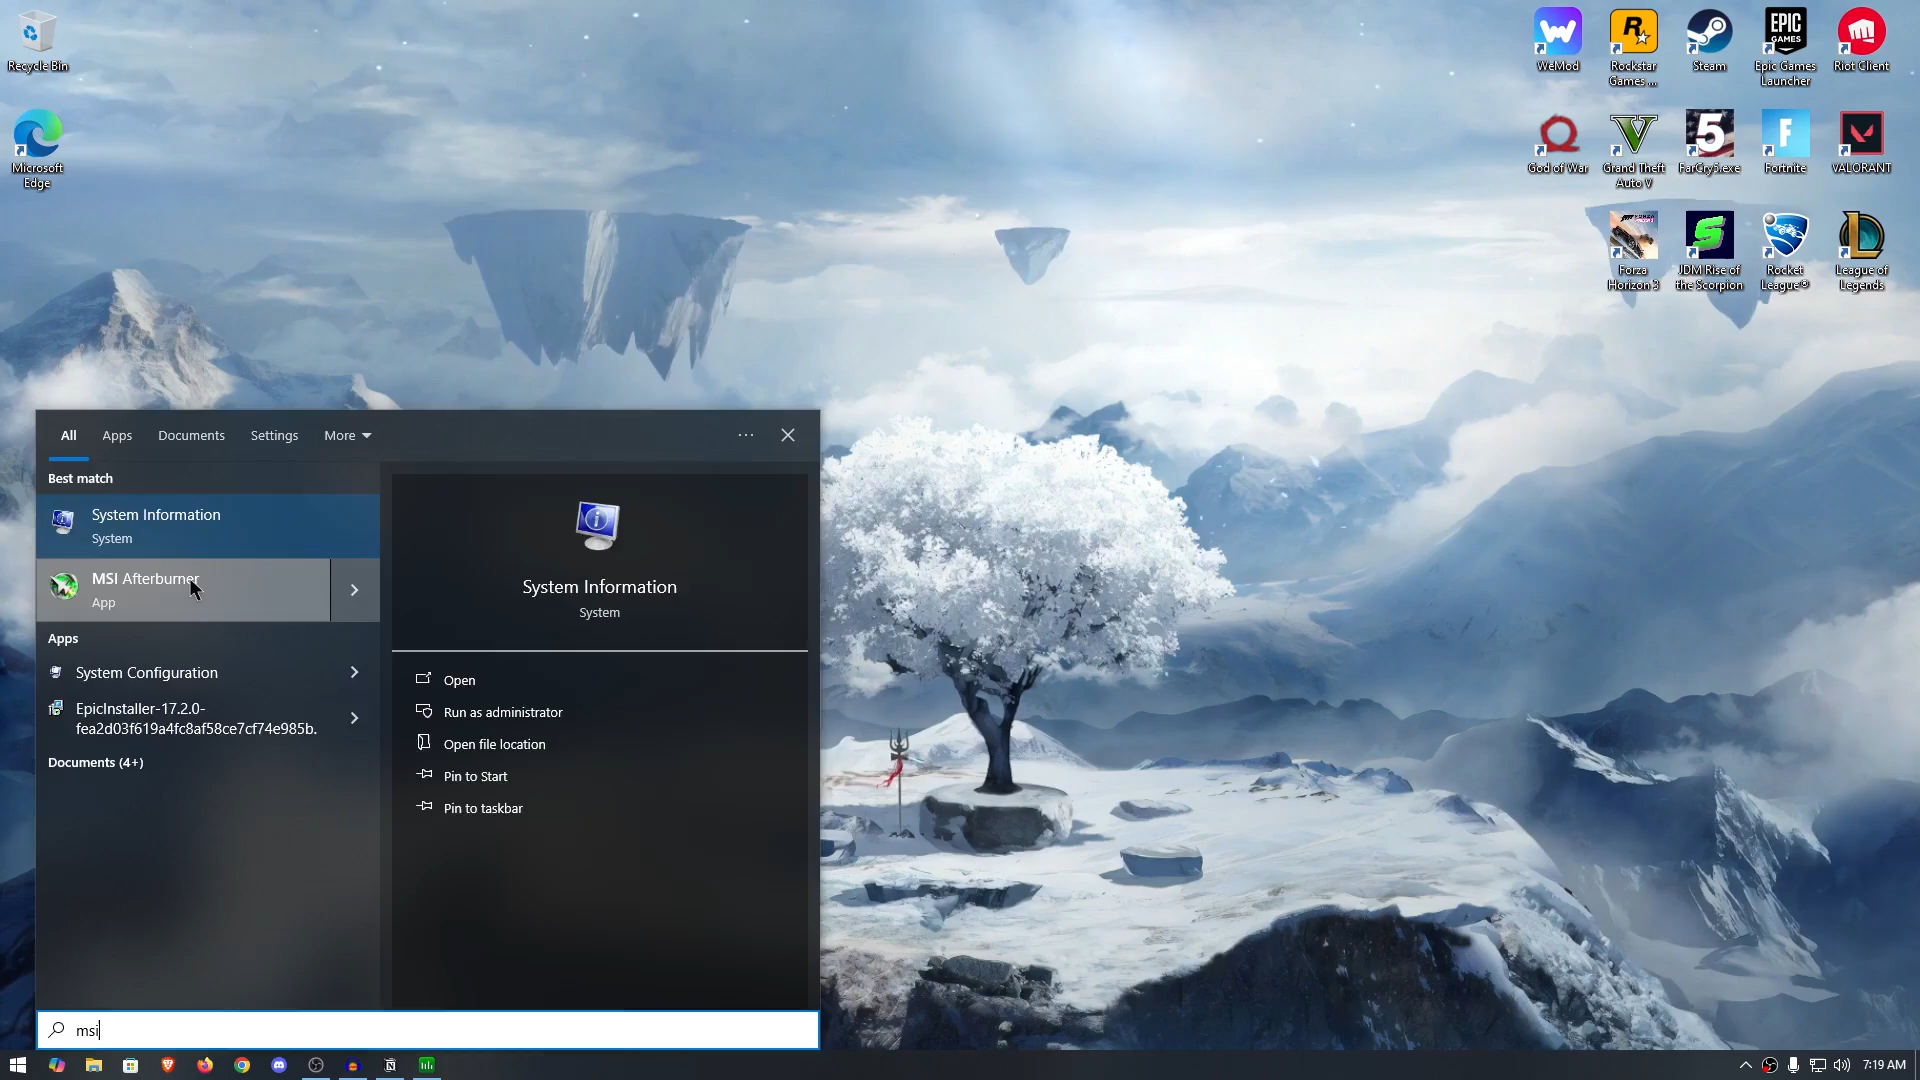 Recycle Bin
Microsoft
Edge
WeMod
Rockstar
Games ...
Steam
EPIC
GAMES
Epic Games
Launcher
Riot Client
God of War
Grand Theft
Auto V
5
FarCry5.exe
F
Fortnite
VALORANT
Forza
Horizon 3
JDM Rise of
the Scorpion
Rocket
League®
League of
Legends
All
Apps
Documents
Settings
More
Best match
System Information
System
MSI Afterburner
App
Apps
System Configuration
EpicInstaller-17.2.0-
fea2d03f619a4fc8af58ce7cf74e985b.
Documents (4+)
System Information
System
Open
Run as administrator
Open file location
Pin to Start
Pin to taskbar
msi
7:19 AM